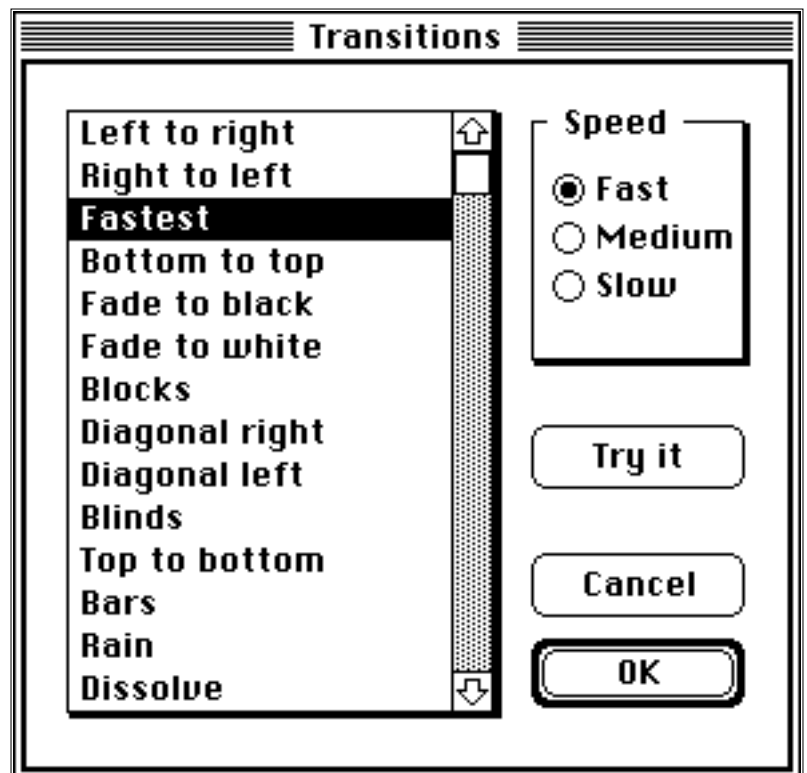 Transitions
Left to right
Right to left
Fastest
Bottom to top
Fade to black
Fade to white
Blocks
Diagonal right
Diagonal left
Blinds
Top to bottom
Bars
Rain
Dissolve
Speed
Fast
Medium
Slow
Try it
Cancel
OK